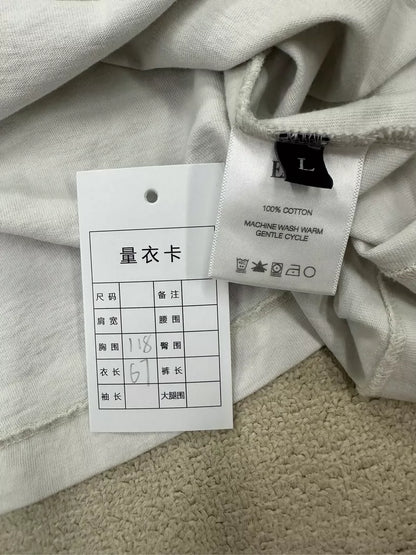 L
100% COTTON
MACHINE WASH WARM
GENTLE CYCLE
量衣卡
尺码 备注
肩宽 腰围
胸围 118 臀围
衣长 67 裤长
袖长 大腿围